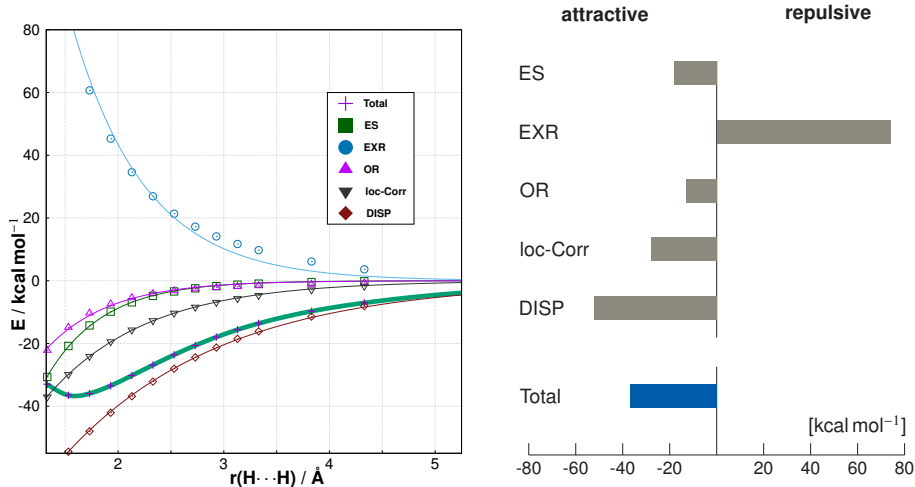 80
60
40
20
0
-20
-40
E / kcal mol⁻¹
2
3
4
5
r(H···H) / Å
Total
ES
EXR
OR
loc-Corr
DISP
attractive repulsive
ES
EXR
OR
loc-Corr
DISP
Total
[kcal mol⁻¹]
-80 -60 -40 -20 0 20 40 60 80